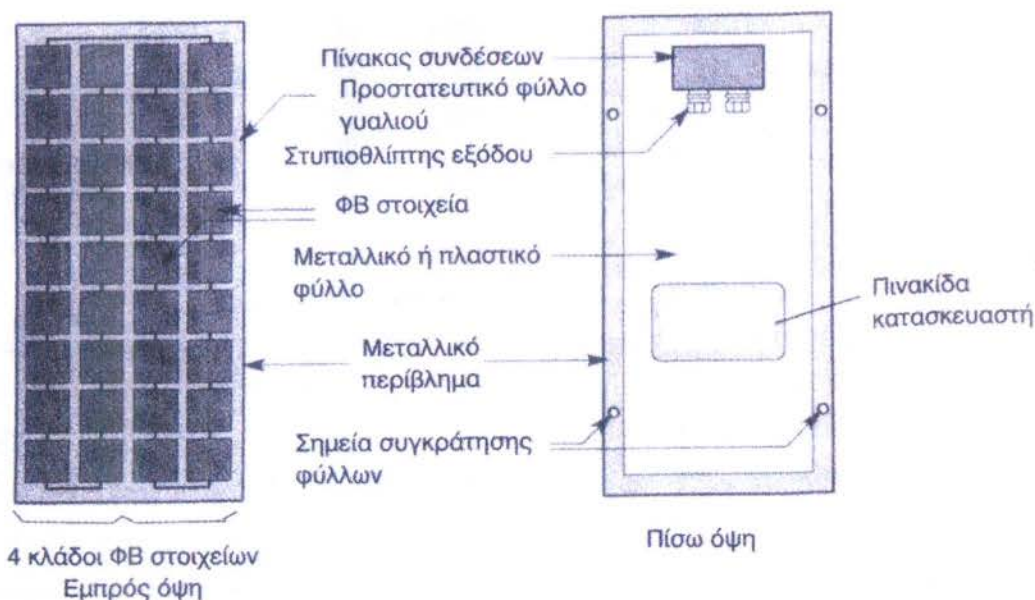 Πίνακας συνδέσεων
Προστατευτικό φύλλο
γυαλιού
Στυπιοθλίπτης εξόδου
ΦΒ στοιχεία
Μεταλλικό ή πλαστικό
φύλλο
Πινακίδα
κατασκευαστή
Μεταλλικό
περίβλημα
Σημεία συγκράτησης
φύλλων
4 κλάδοι ΦΒ στοιχείων
Εμπρός όψη
Πίσω όψη